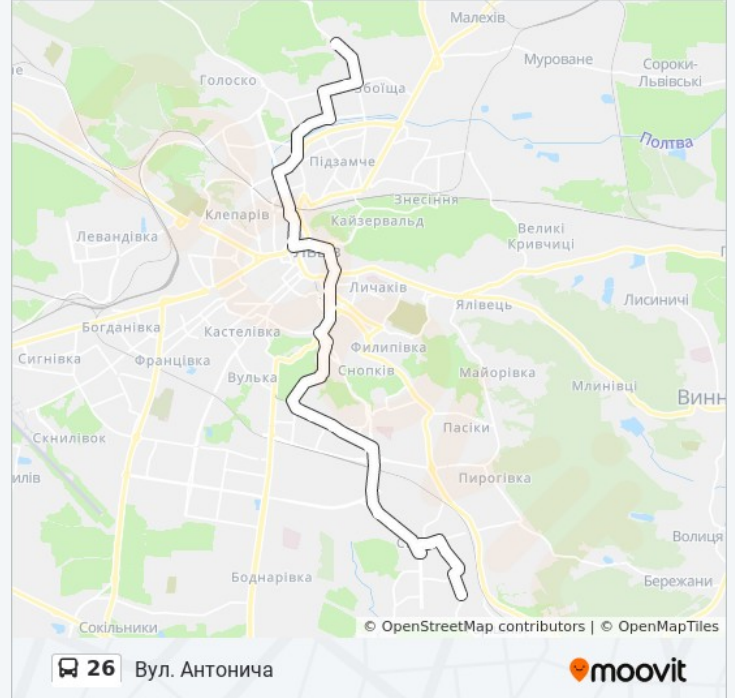 Малехів
Муроване
Сороки-
Львівські
Голоско
Збоїща
Полтва
Підзамче
Знесіння
Клепарів
Кайзервальд
Великі
Кривчиці
Левандівка
Личаків
Ялівець
Лисиничі
Богданівка
Кастелівка
Филипівка
Сигнівка
Францівка
Снопків
Вулька
Майорівка
Млинівці
Винн
Пасіки
Скнилівок
Пирогівка
илів
Волиця
Боднарівка
Бережани
Сокільники
© OpenStreetMap contributors | © OpenMapTiles
26 Вул. Антонича
moovit